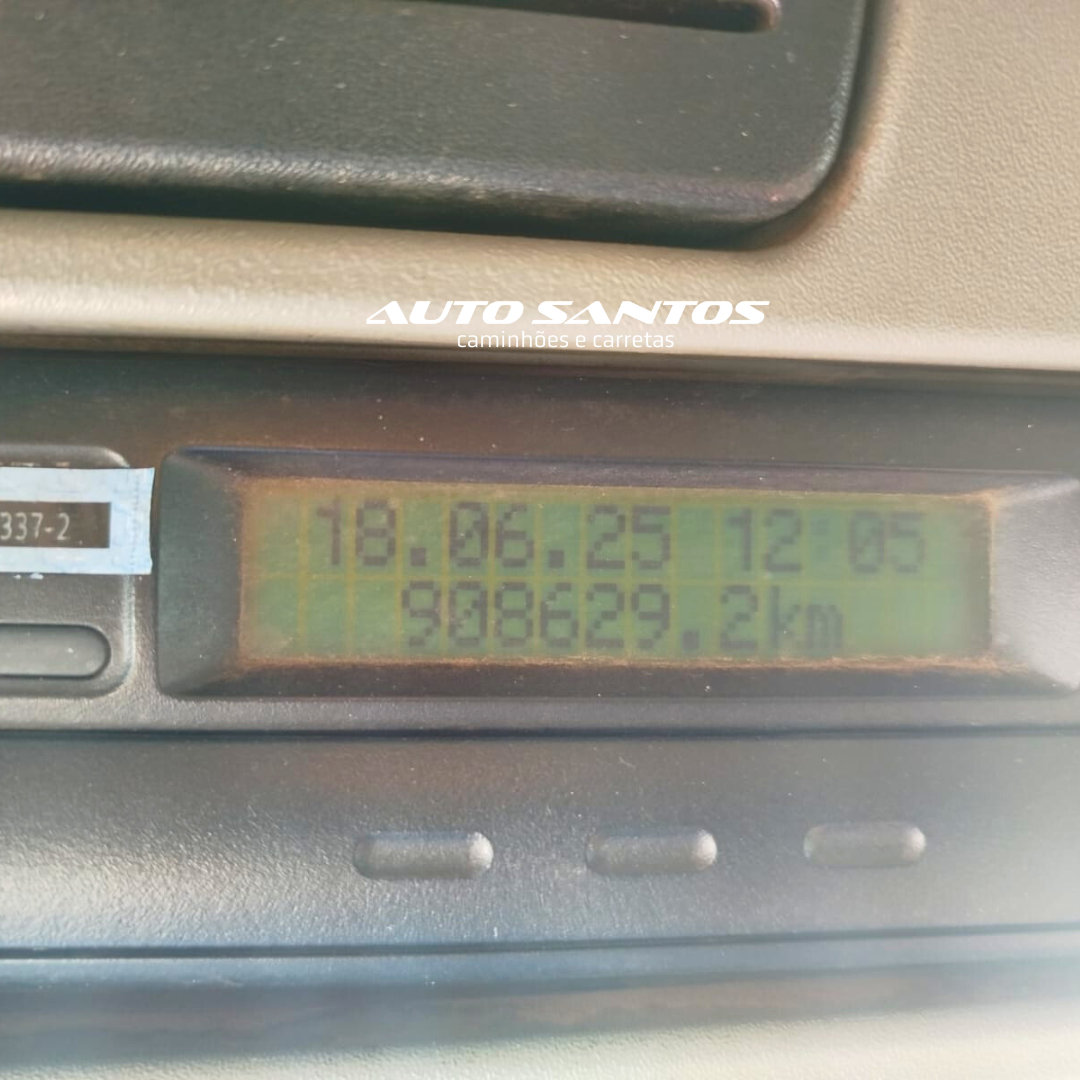 AUTO SANTOS
caminhões e carretas
337-2
18.06.25 12:05
908629.2km